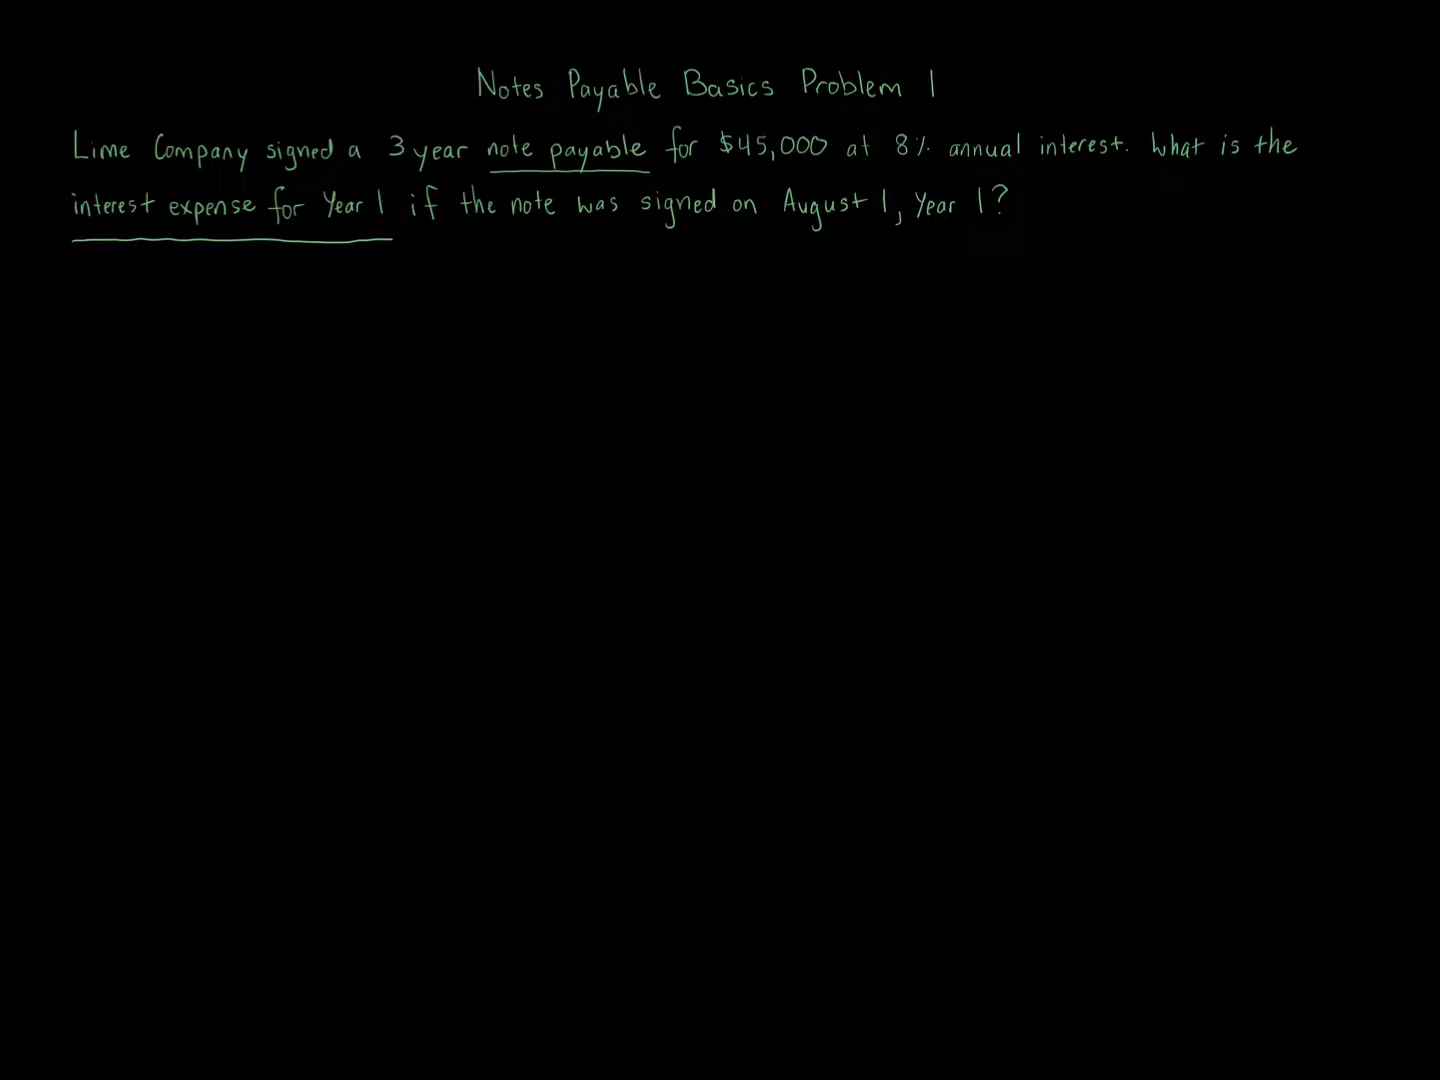 Notes Payable Basics Problem 1
Lime Company signed a 3 year note payable for $45,000 at 8% annual interest. What is the
interest expense for Year 1 if the note was signed on August 1, Year 1?